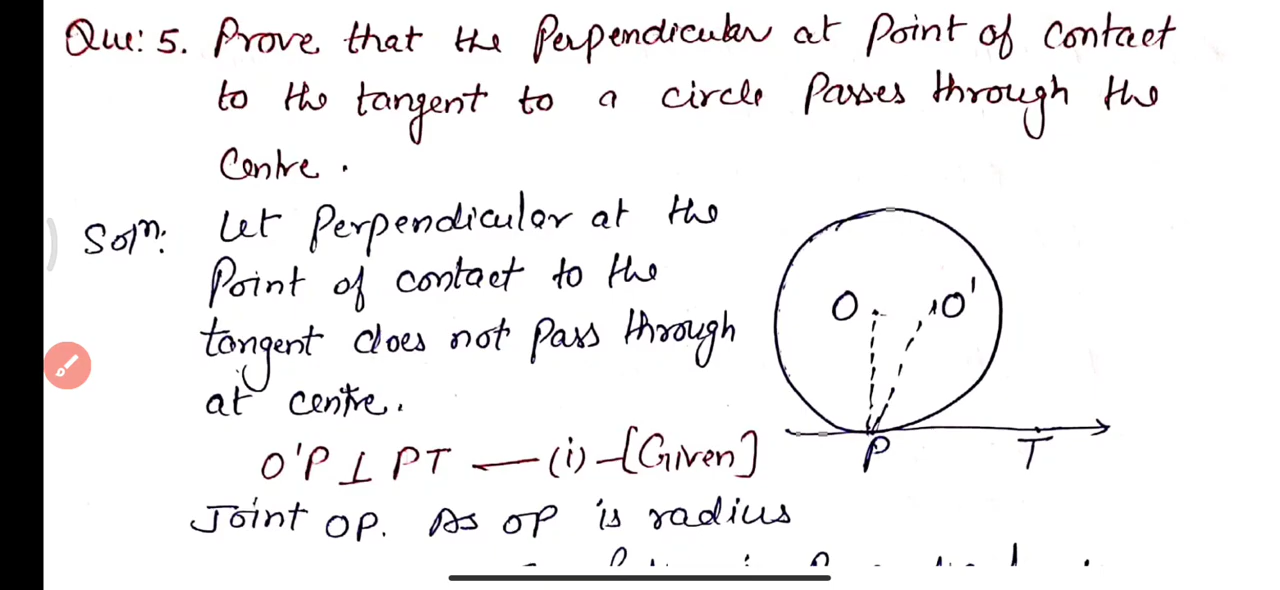 Que: 5. Prove that the Perpendicular at Point of Contact
to the tangent to a circle Passes through the
Centre.
Soln: Let Perpendicular at the
Point of contact to the
tangent does not Pass through
at centre.
O'P ⊥ PT — (i) — [Given]
Joint OP. As OP is radius
O
O'
P
T